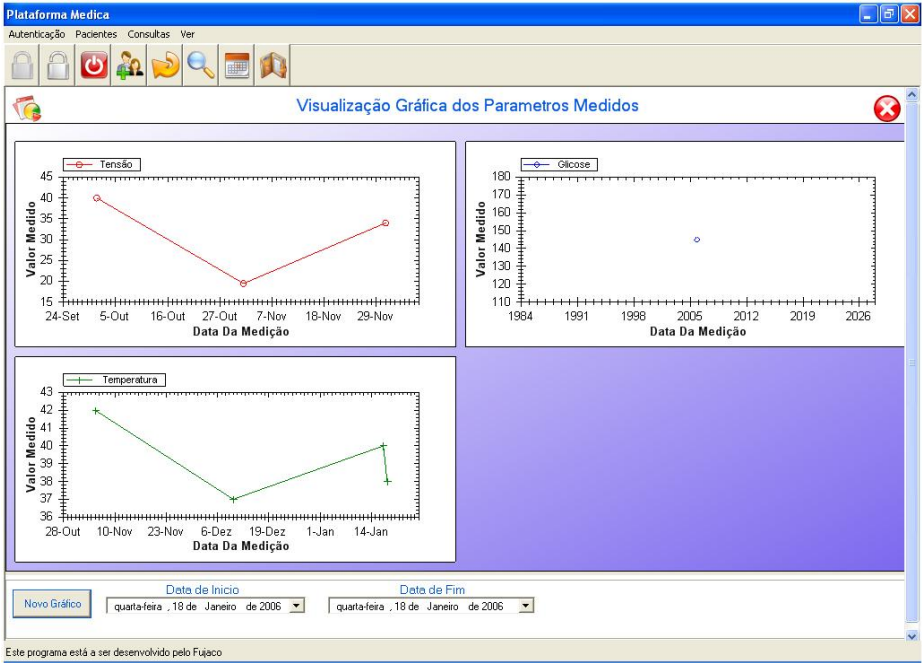 Plataforma Medica
Autenticação Pacientes Consultas Ver
Visualização Gráfica dos Parametros Medidos
Tensão
45
40
35
30
25
20
15
Valor Medido
24-Set 5-Out 16-Out 27-Out 7-Nov 18-Nov 29-Nov
Data Da Medição
Glicose
180
170
160
150
140
130
120
110
Valor Medido
1984 1991 1998 2005 2012 2019 2026
Data Da Medição
Temperatura
43
42
41
40
39
38
37
36
Valor Medido
28-Out 10-Nov 23-Nov 6-Dez 19-Dez 1-Jan 14-Jan
Data Da Medição
Novo Gráfico
Data de Inicio
quarta-feira , 18 de Janeiro de 2006
Data de Fim
quarta-feira , 18 de Janeiro de 2006
Este programa está a ser desenvolvido pelo Fujaco